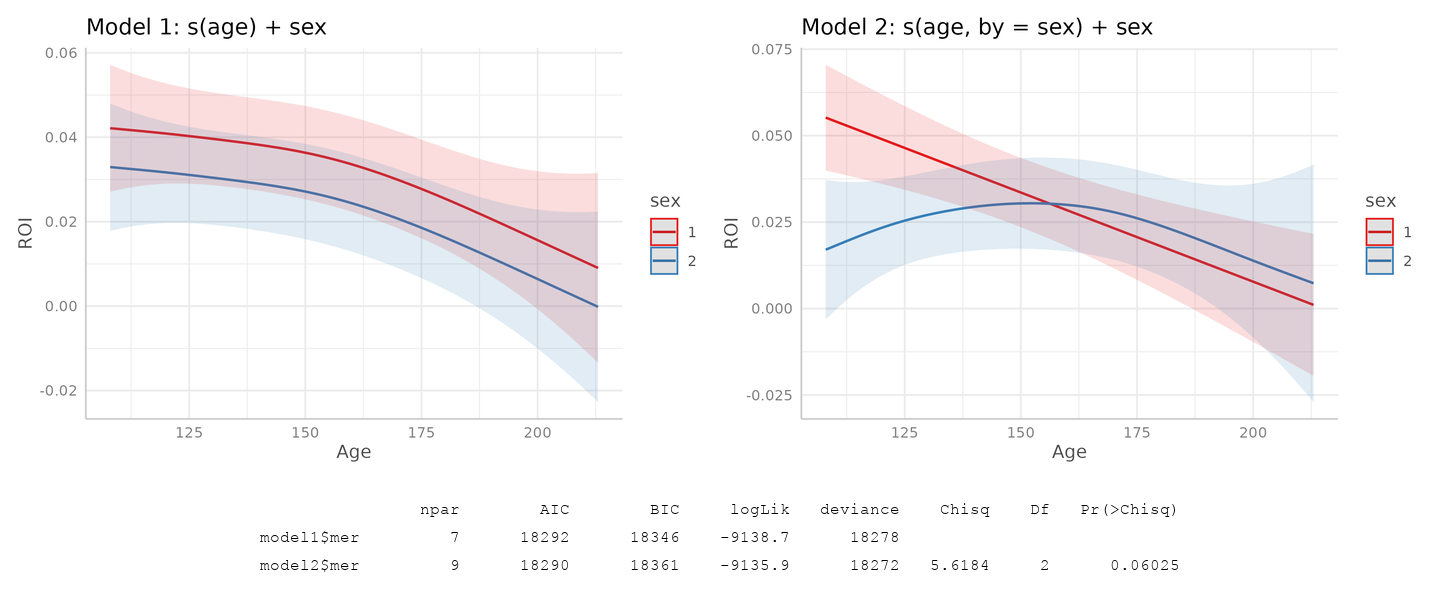 Model 1: s(age) + sex
0.06
0.04
0.02
0.00
-0.02
ROI
125 150 175 200
Age
sex
1
2
Model 2: s(age, by = sex) + sex
0.075
0.050
0.025
0.000
-0.025
ROI
125 150 175 200
Age
sex
1
2
npar AIC BIC logLik deviance Chisq Df Pr(>Chisq)
model1$mer 7 18292 18346 -9138.7 18278
model2$mer 9 18290 18361 -9135.9 18272 5.6184 2 0.06025